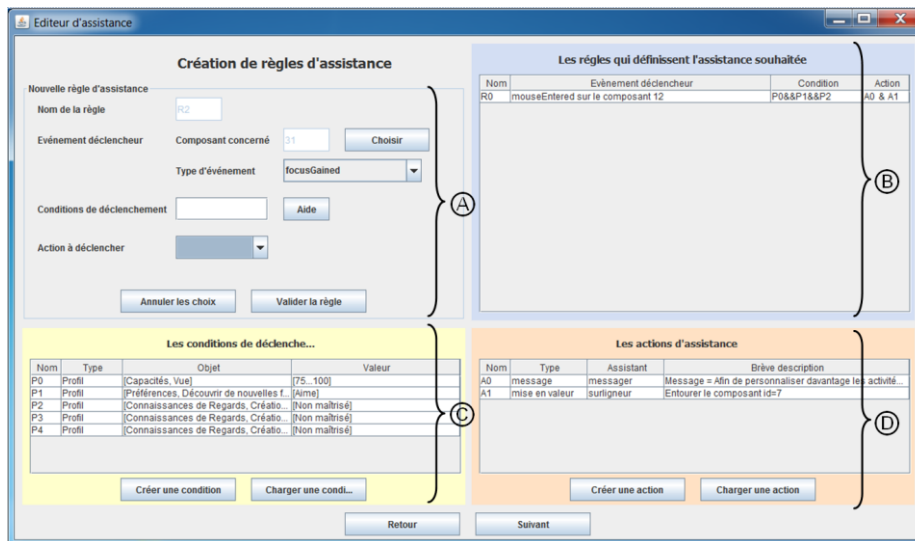 Editeur d'assistance
Création de règles d'assistance
Nouvelle règle d'assistance
Nom de la règle R2
Evénement déclencheur Composant concerné 31 Choisir
Type d'événement focusGained
Conditions de déclenchement Aide
Action à déclencher
Annuler les choix Valider la règle
A
Les régles qui définissent l'assistance souhaitée
Nom Evènement déclencheur Condition Action
R0 mouseEntered sur le composant 12 P0&&P1&&P2 A0 & A1
B
Les conditions de déclenche...
Nom Type Objet Valeur
P0 Profil [Capacités, Vue] [75...100]
P1 Profil [Préférences, Découvrir de nouvelles f... [Aime]
P2 Profil [Connaissances de Regards, Créatio... [Non maîtrisé]
P3 Profil [Connaissances de Regards, Créatio... [Non maîtrisé]
P4 Profil [Connaissances de Regards, Créatio... [Non maîtrisé]
Créer une condition Charger une condi...
C
Les actions d'assistance
Nom Type Assistant Brève description
A0 message messager Message = Afin de personnaliser davantage les activité...
A1 mise en valeur surligneur Entourer le composant id=7
Créer une action Charger une action
D
Retour Suivant